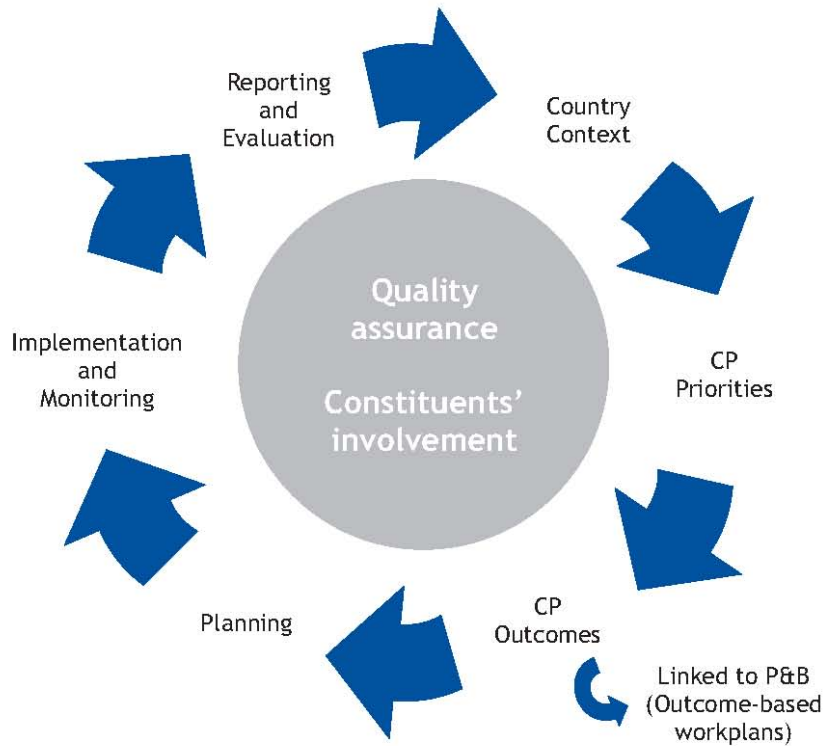 Reporting
and
Evaluation
Country
Context
Quality
assurance
Constituents’
involvement
CP
Priorities
Implementation
and
Monitoring
Planning
CP
Outcomes
Linked to P&B
(Outcome-based
workplans)